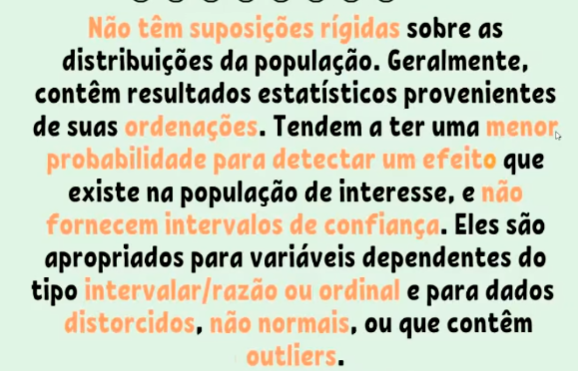 Não têm suposições rígidas sobre as
distribuições da população. Geralmente,
contêm resultados estatísticos provenientes
de suas ordenações. Tendem a ter uma menor
probabilidade para detectar um efeito que
existe na população de interesse, e não
fornecem intervalos de confiança. Eles são
apropriados para variáveis dependentes do
tipo intervalar/razão ou ordinal e para dados
distorcidos, não normais, ou que contêm
outliers.